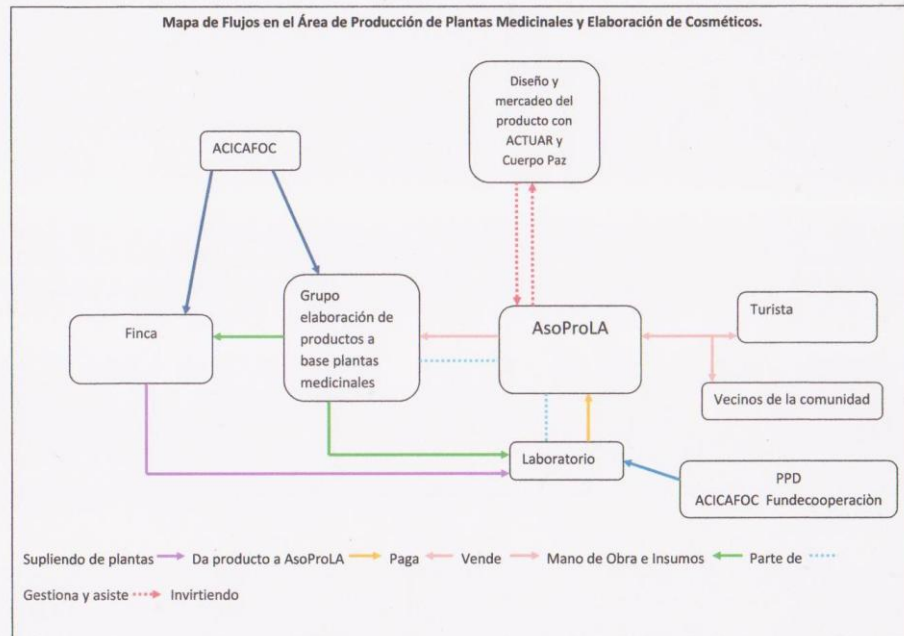 Mapa de Flujos en el Área de Producción de Plantas Medicinales y Elaboración de Cosméticos.
Diseño y
mercadeo del
producto con
ACTUAR y
Cuerpo Paz
ACICAFOC
Grupo
elaboración de
productos a
base plantas
medicinales
Finca
AsoProLA
Turista
Vecinos de la comunidad
Laboratorio
PPD
ACICAFOC Fundecooperaciòn
Supliendo de plantas Da producto a AsoProLA Paga Vende Mano de Obra e Insumos Parte de
Gestiona y asiste Invirtiendo